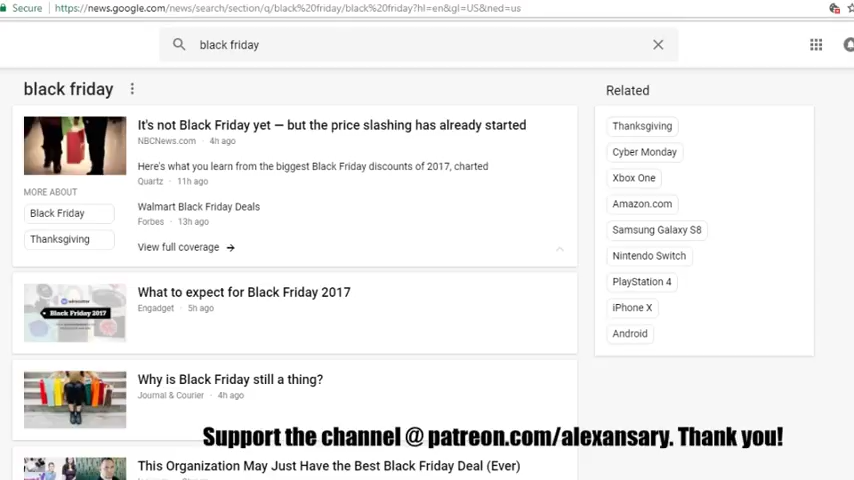 Secure https://news.google.com/news/search/section/q/black%20friday/black%20friday?hl=en&gl=US&ned=us
black friday
black friday
Related
It's not Black Friday yet — but the price slashing has already started
NBCNews.com · 4h ago
Here's what you learn from the biggest Black Friday discounts of 2017, charted
Quartz · 11h ago
MORE ABOUT
Black Friday
Thanksgiving
Walmart Black Friday Deals
Forbes · 13h ago
View full coverage →
Thanksgiving
Cyber Monday
Xbox One
Amazon.com
Samsung Galaxy S8
Nintendo Switch
PlayStation 4
iPhone X
Android
What to expect for Black Friday 2017
Engadget · 5h ago
Black Friday 2017
Why is Black Friday still a thing?
Journal & Courier · 4h ago
Support the channel @ patreon.com/alexansary. Thank you!
This Organization May Just Have the Best Black Friday Deal (Ever)